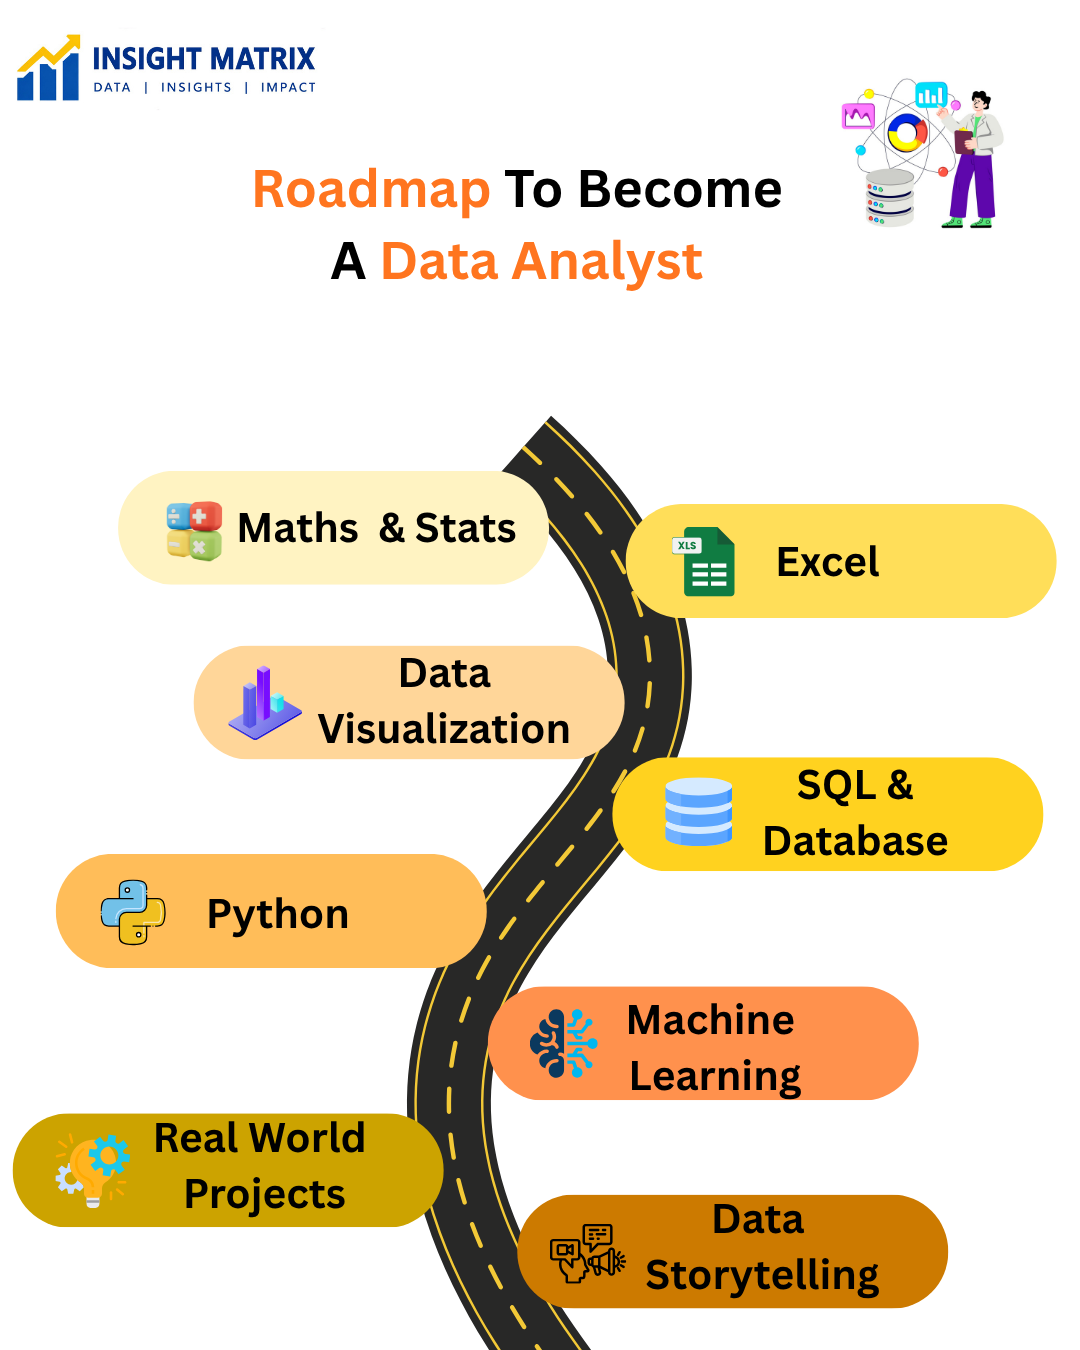 INSIGHT MATRIX
DATA | INSIGHTS | IMPACT
Roadmap To Become
A Data Analyst
Maths & Stats
XLS
Excel
Data
Visualization
SQL &
Database
Python
Machine
Learning
Real World
Projects
Data
Storytelling